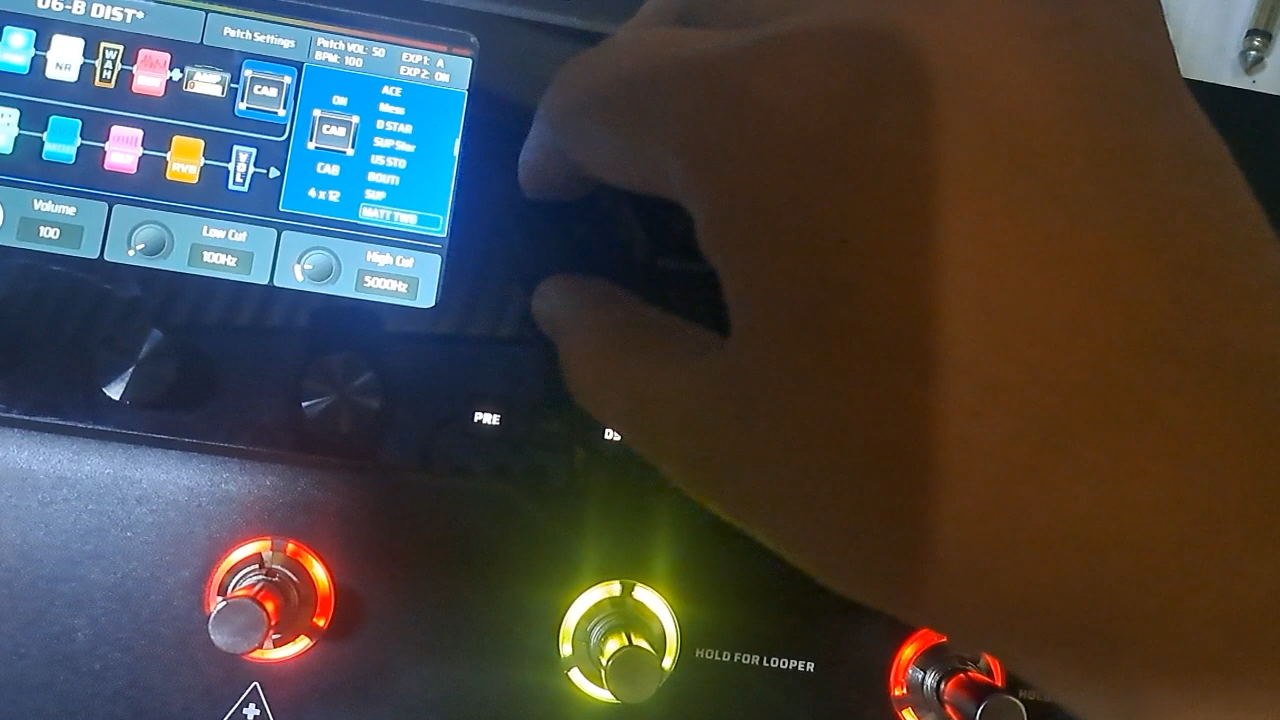 06-B DIST*
Patch Settings
Patch VOL: 50
BPM: 100
EXP1: A
EXP2: ON
NR
WAH
AMP
CAB
RVB
VOL
ON
CAB
CAB
4 x 12
ACE
Mess
D STAR
SUP Star
US STD
BOUTI
SUP
MATT TWO
Volume
100
Low Cut
100Hz
High Cut
5000Hz
PRE
HOLD FOR LOOPER